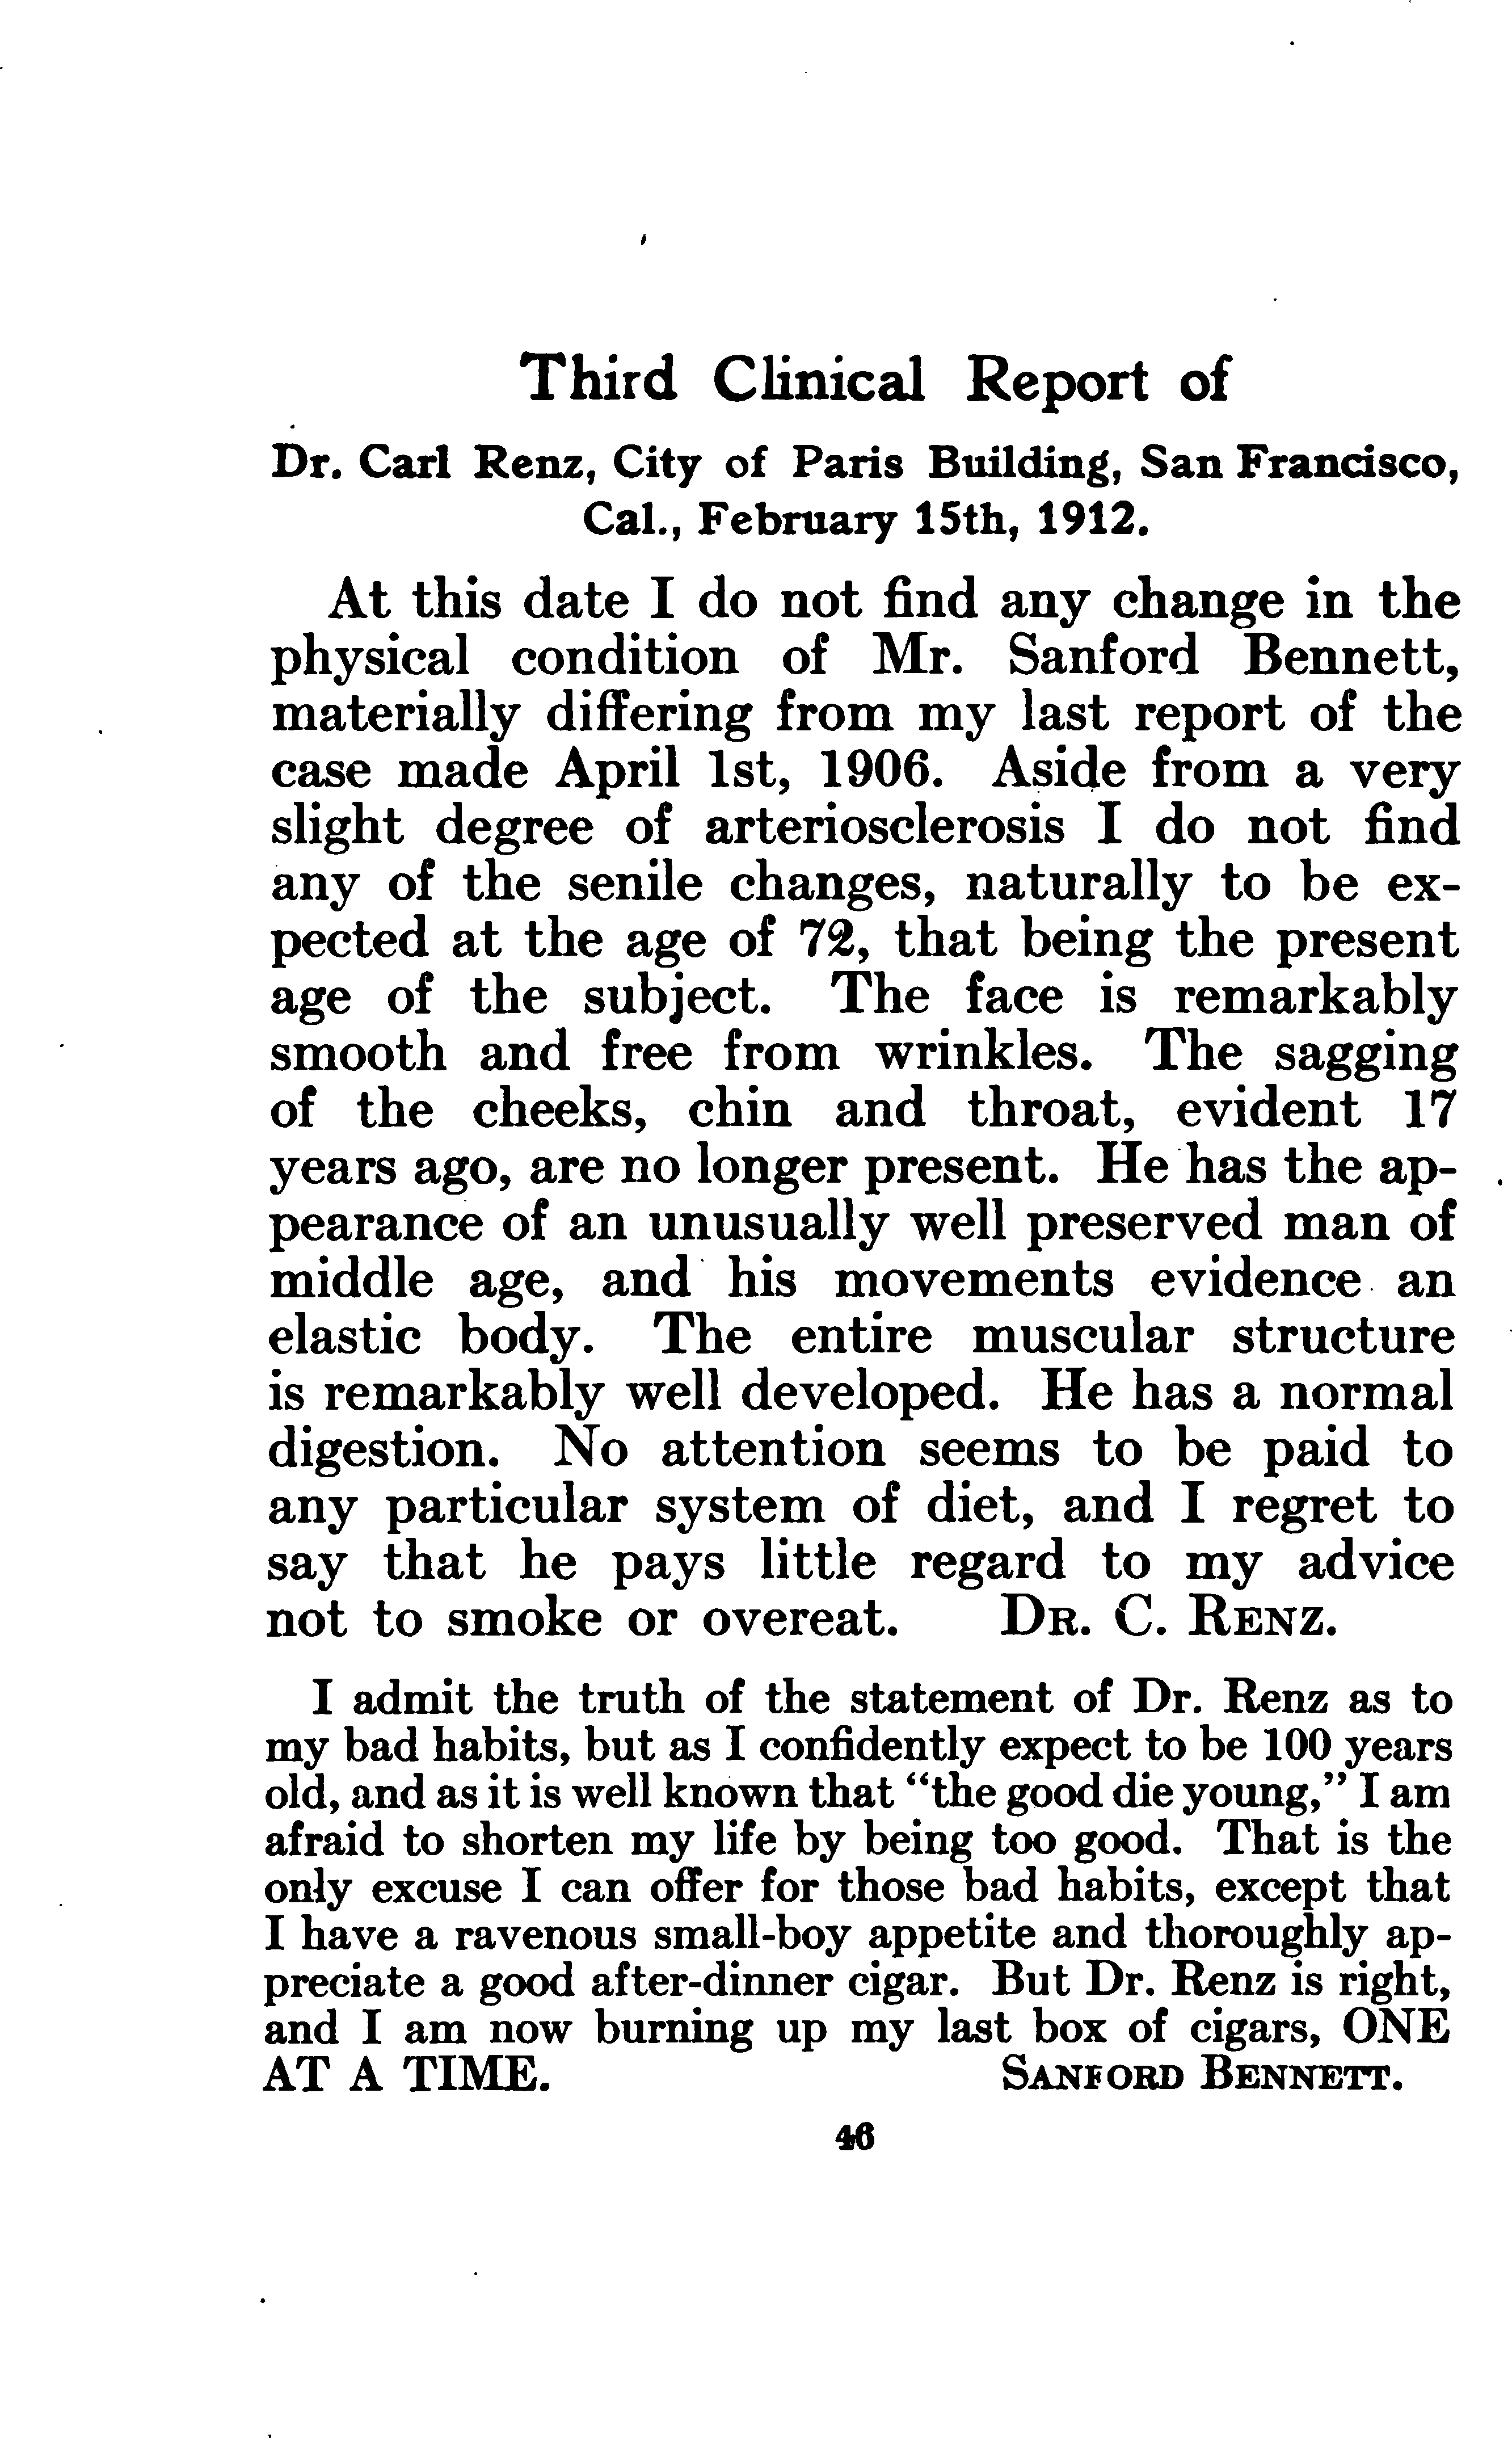 Third Clinical Report of
Dr. Carl Renz, City of Paris Building, San Francisco,
Cal., February 15th, 1912.
At this date I do not find any change in the
physical condition of Mr. Sanford Bennett,
materially differing from my last report of the
case made April 1st, 1906. Aside from a very
slight degree of arteriosclerosis I do not find
any of the senile changes, naturally to be ex-
pected at the age of 72, that being the present
age of the subject. The face is remarkably
smooth and free from wrinkles. The sagging
of the cheeks, chin and throat, evident 17
years ago, are no longer present. He has the ap-
pearance of an unusually well preserved man of
middle age, and his movements evidence an
elastic body. The entire muscular structure
is remarkably well developed. He has a normal
digestion. No attention seems to be paid to
any particular system of diet, and I regret to
say that he pays little regard to my advice
not to smoke or overeat. DR. C. RENZ.
I admit the truth of the statement of Dr. Renz as to
my bad habits, but as I confidently expect to be 100 years
old, and as it is well known that “the good die young,” I am
afraid to shorten my life by being too good. That is the
only excuse I can offer for those bad habits, except that
I have a ravenous small-boy appetite and thoroughly ap-
preciate a good after-dinner cigar. But Dr. Renz is right,
and I am now burning up my last box of cigars, ONE
AT A TIME. SANFORD BENNETT.
46